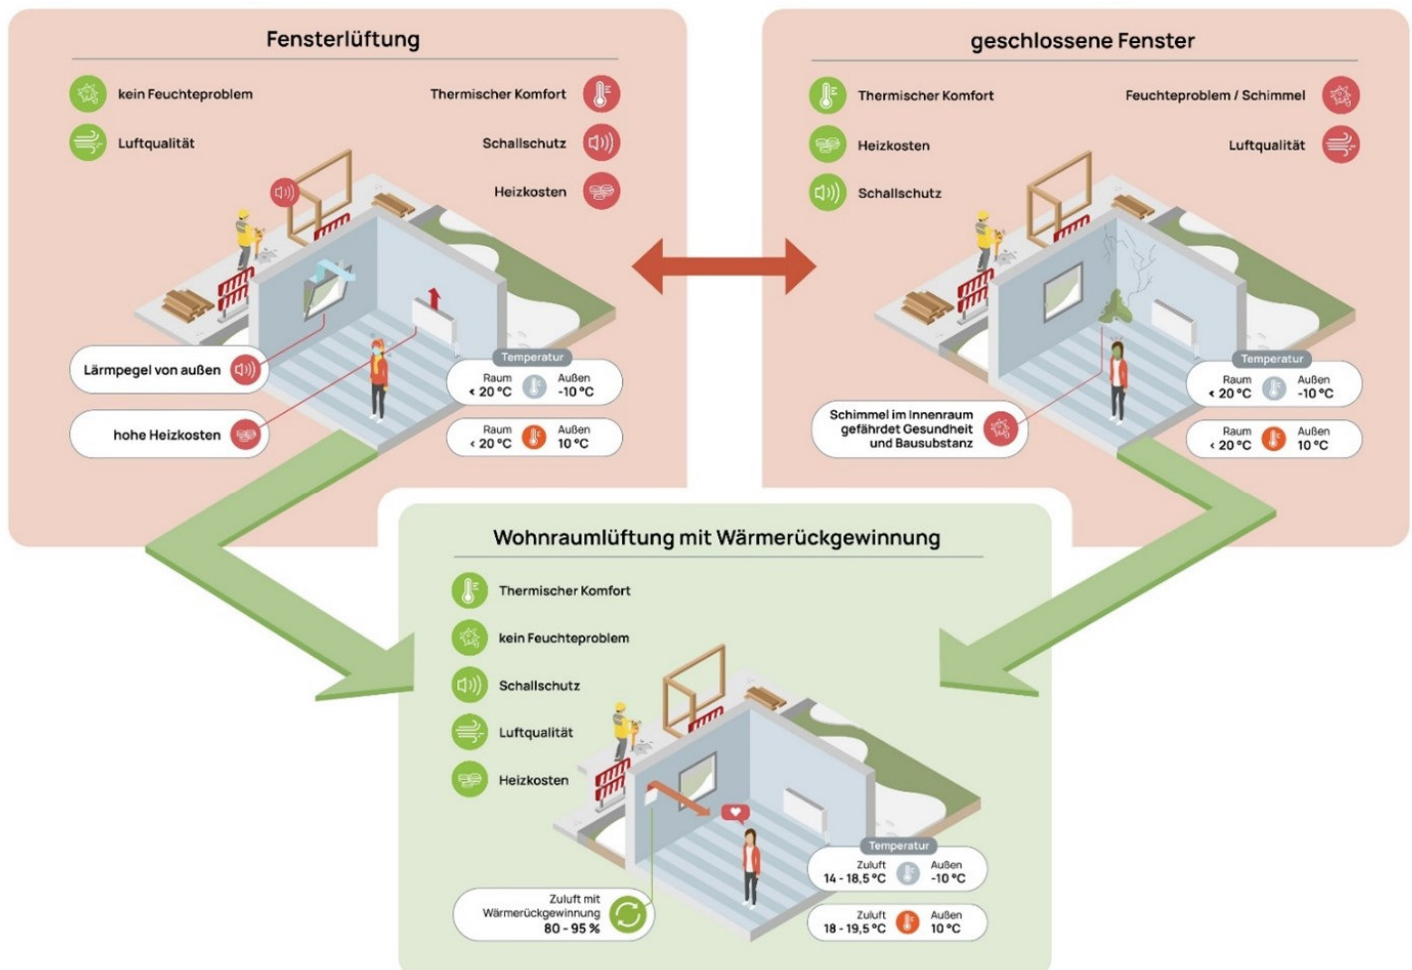 Fensterlüftung
kein Feuchteproblem
Luftqualität
Thermischer Komfort
Schallschutz
Heizkosten
Lärmpegel von außen
hohe Heizkosten
Temperatur
Raum
< 20 °C
Außen
-10 °C
Raum
< 20 °C
Außen
10 °C
geschlossene Fenster
Thermischer Komfort
Heizkosten
Schallschutz
Feuchteproblem / Schimmel
Luftqualität
Schimmel im Innenraum
gefährdet Gesundheit
und Bausubstanz
Temperatur
Raum
< 20 °C
Außen
-10 °C
Raum
< 20 °C
Außen
10 °C
Wohnraumlüftung mit Wärmerückgewinnung
Thermischer Komfort
kein Feuchteproblem
Schallschutz
Luftqualität
Heizkosten
Zuluft mit
Wärmerückgewinnung
80 - 95 %
Temperatur
Zuluft
14 - 18,5 °C
Außen
-10 °C
Zuluft
18 - 19,5 °C
Außen
10 °C